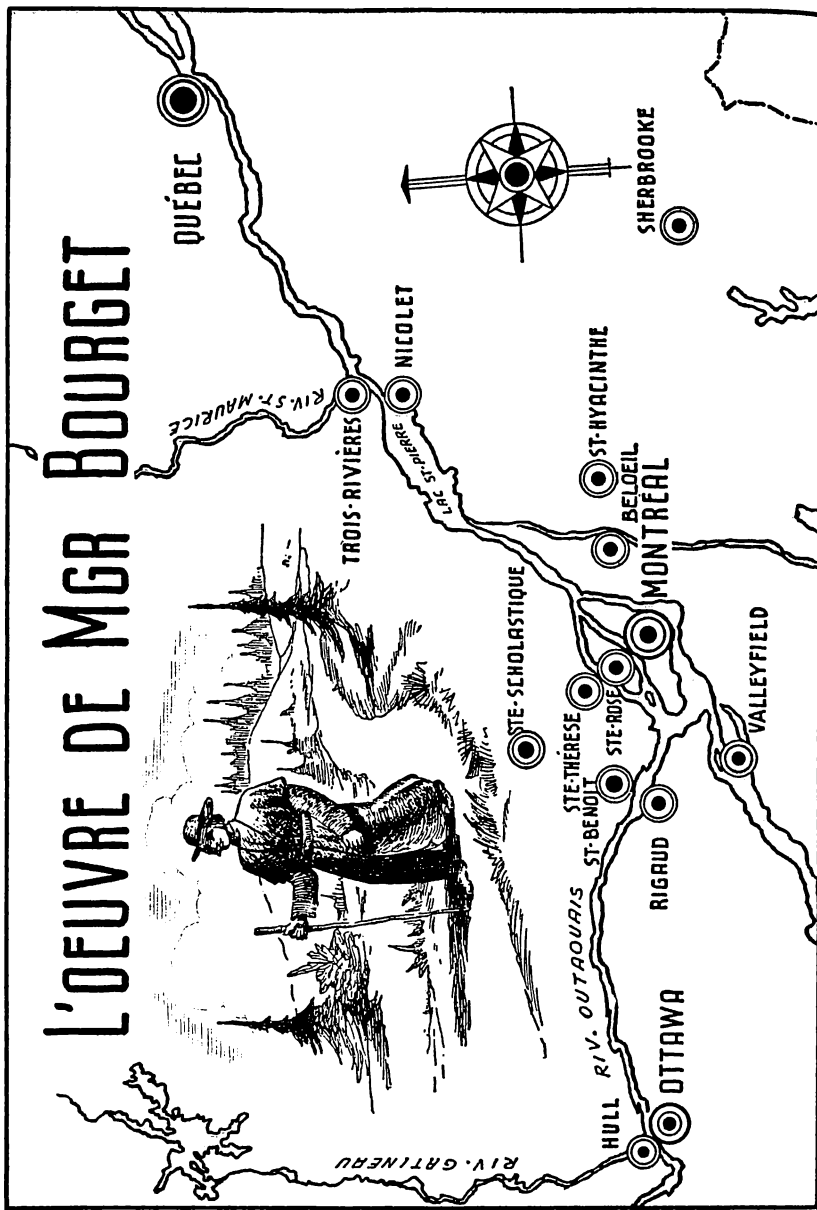 L'OEUVRE DE MGR BOURGET
QUÉBEC
RIV. ST-MAURICE
TROIS-RIVIÈRES
NICOLET
LAC ST-PIERRE
SHERBROOKE
ST-HYACINTHE
BELOEIL
MONTRÉAL
STE-SCHOLASTIQUE
STE-THÉRÈSE
STE-ROSE
ST-BENOIT
RIGAUD
VALLEYFIELD
RIV. OUTAOUAIS
RIV. GATINEAU
HULL
OTTAWA